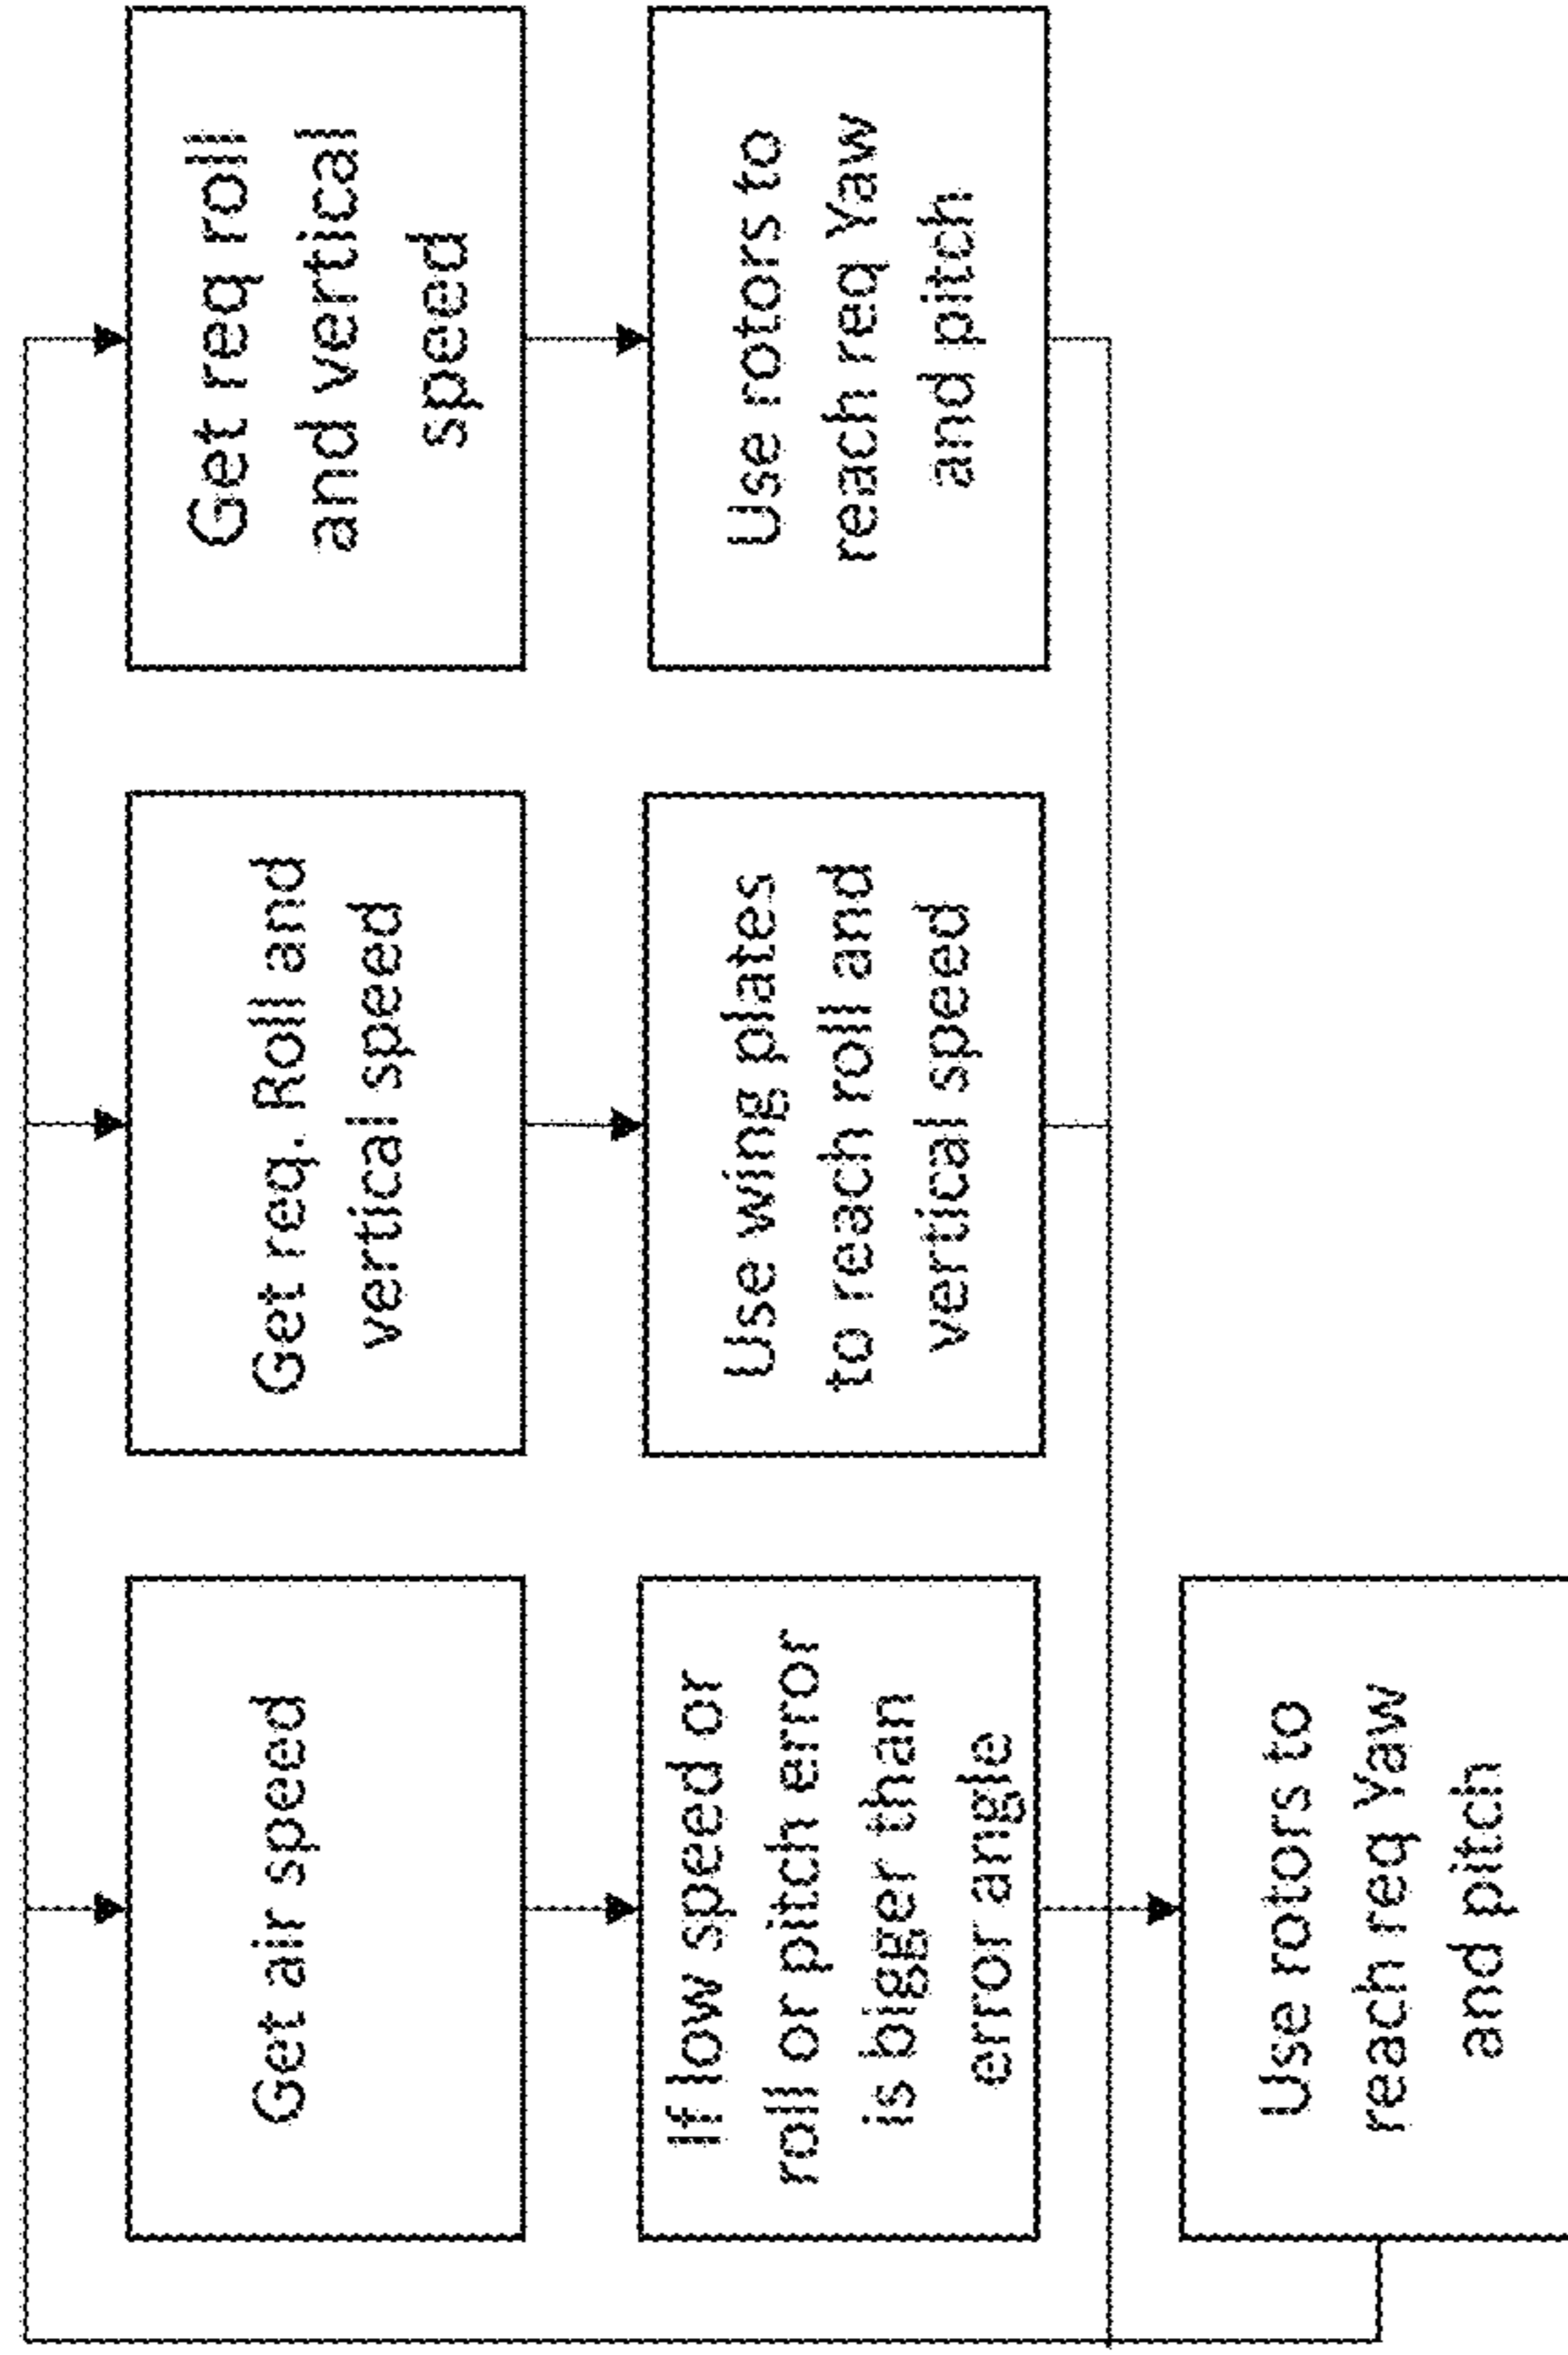 Get air speed
If low speed or
roll or pitch error
is bigger than
error angle
Use rotors to
reach req Yaw
and pitch
Get req. Roll and
vertical speed
Use wing plates
to reach roll and
vertical speed
Get req roll
and vertical
speed
Use rotors to
reach req Yaw
and pitch